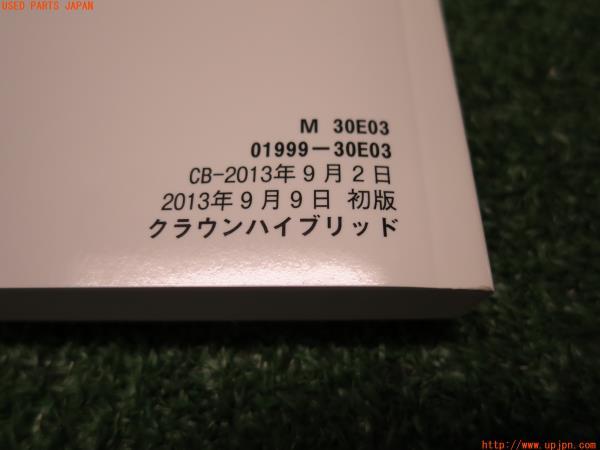 USED PARTS JAPAN
M 30E03
01999-30E03
CB-2013年9月2日
2013年9月9日 初版
クラウンハイブリッド
http://www.upjpn.com